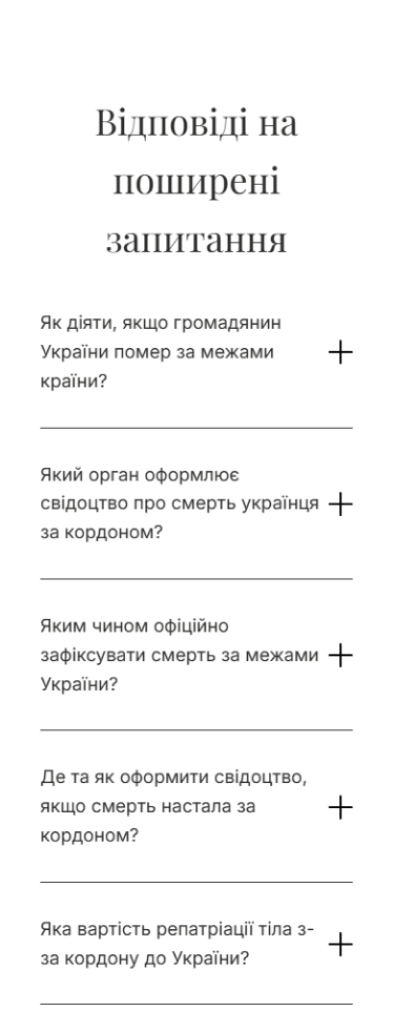 Відповіді на
поширені
запитання
Як діяти, якщо громадянин
України помер за межами
країни?
Який орган оформлює
свідоцтво про смерть українця
за кордоном?
Яким чином офіційно
зафіксувати смерть за межами
України?
Де та як оформити свідоцтво,
якщо смерть настала за
кордоном?
Яка вартість репатріації тіла з-
за кордону до України?